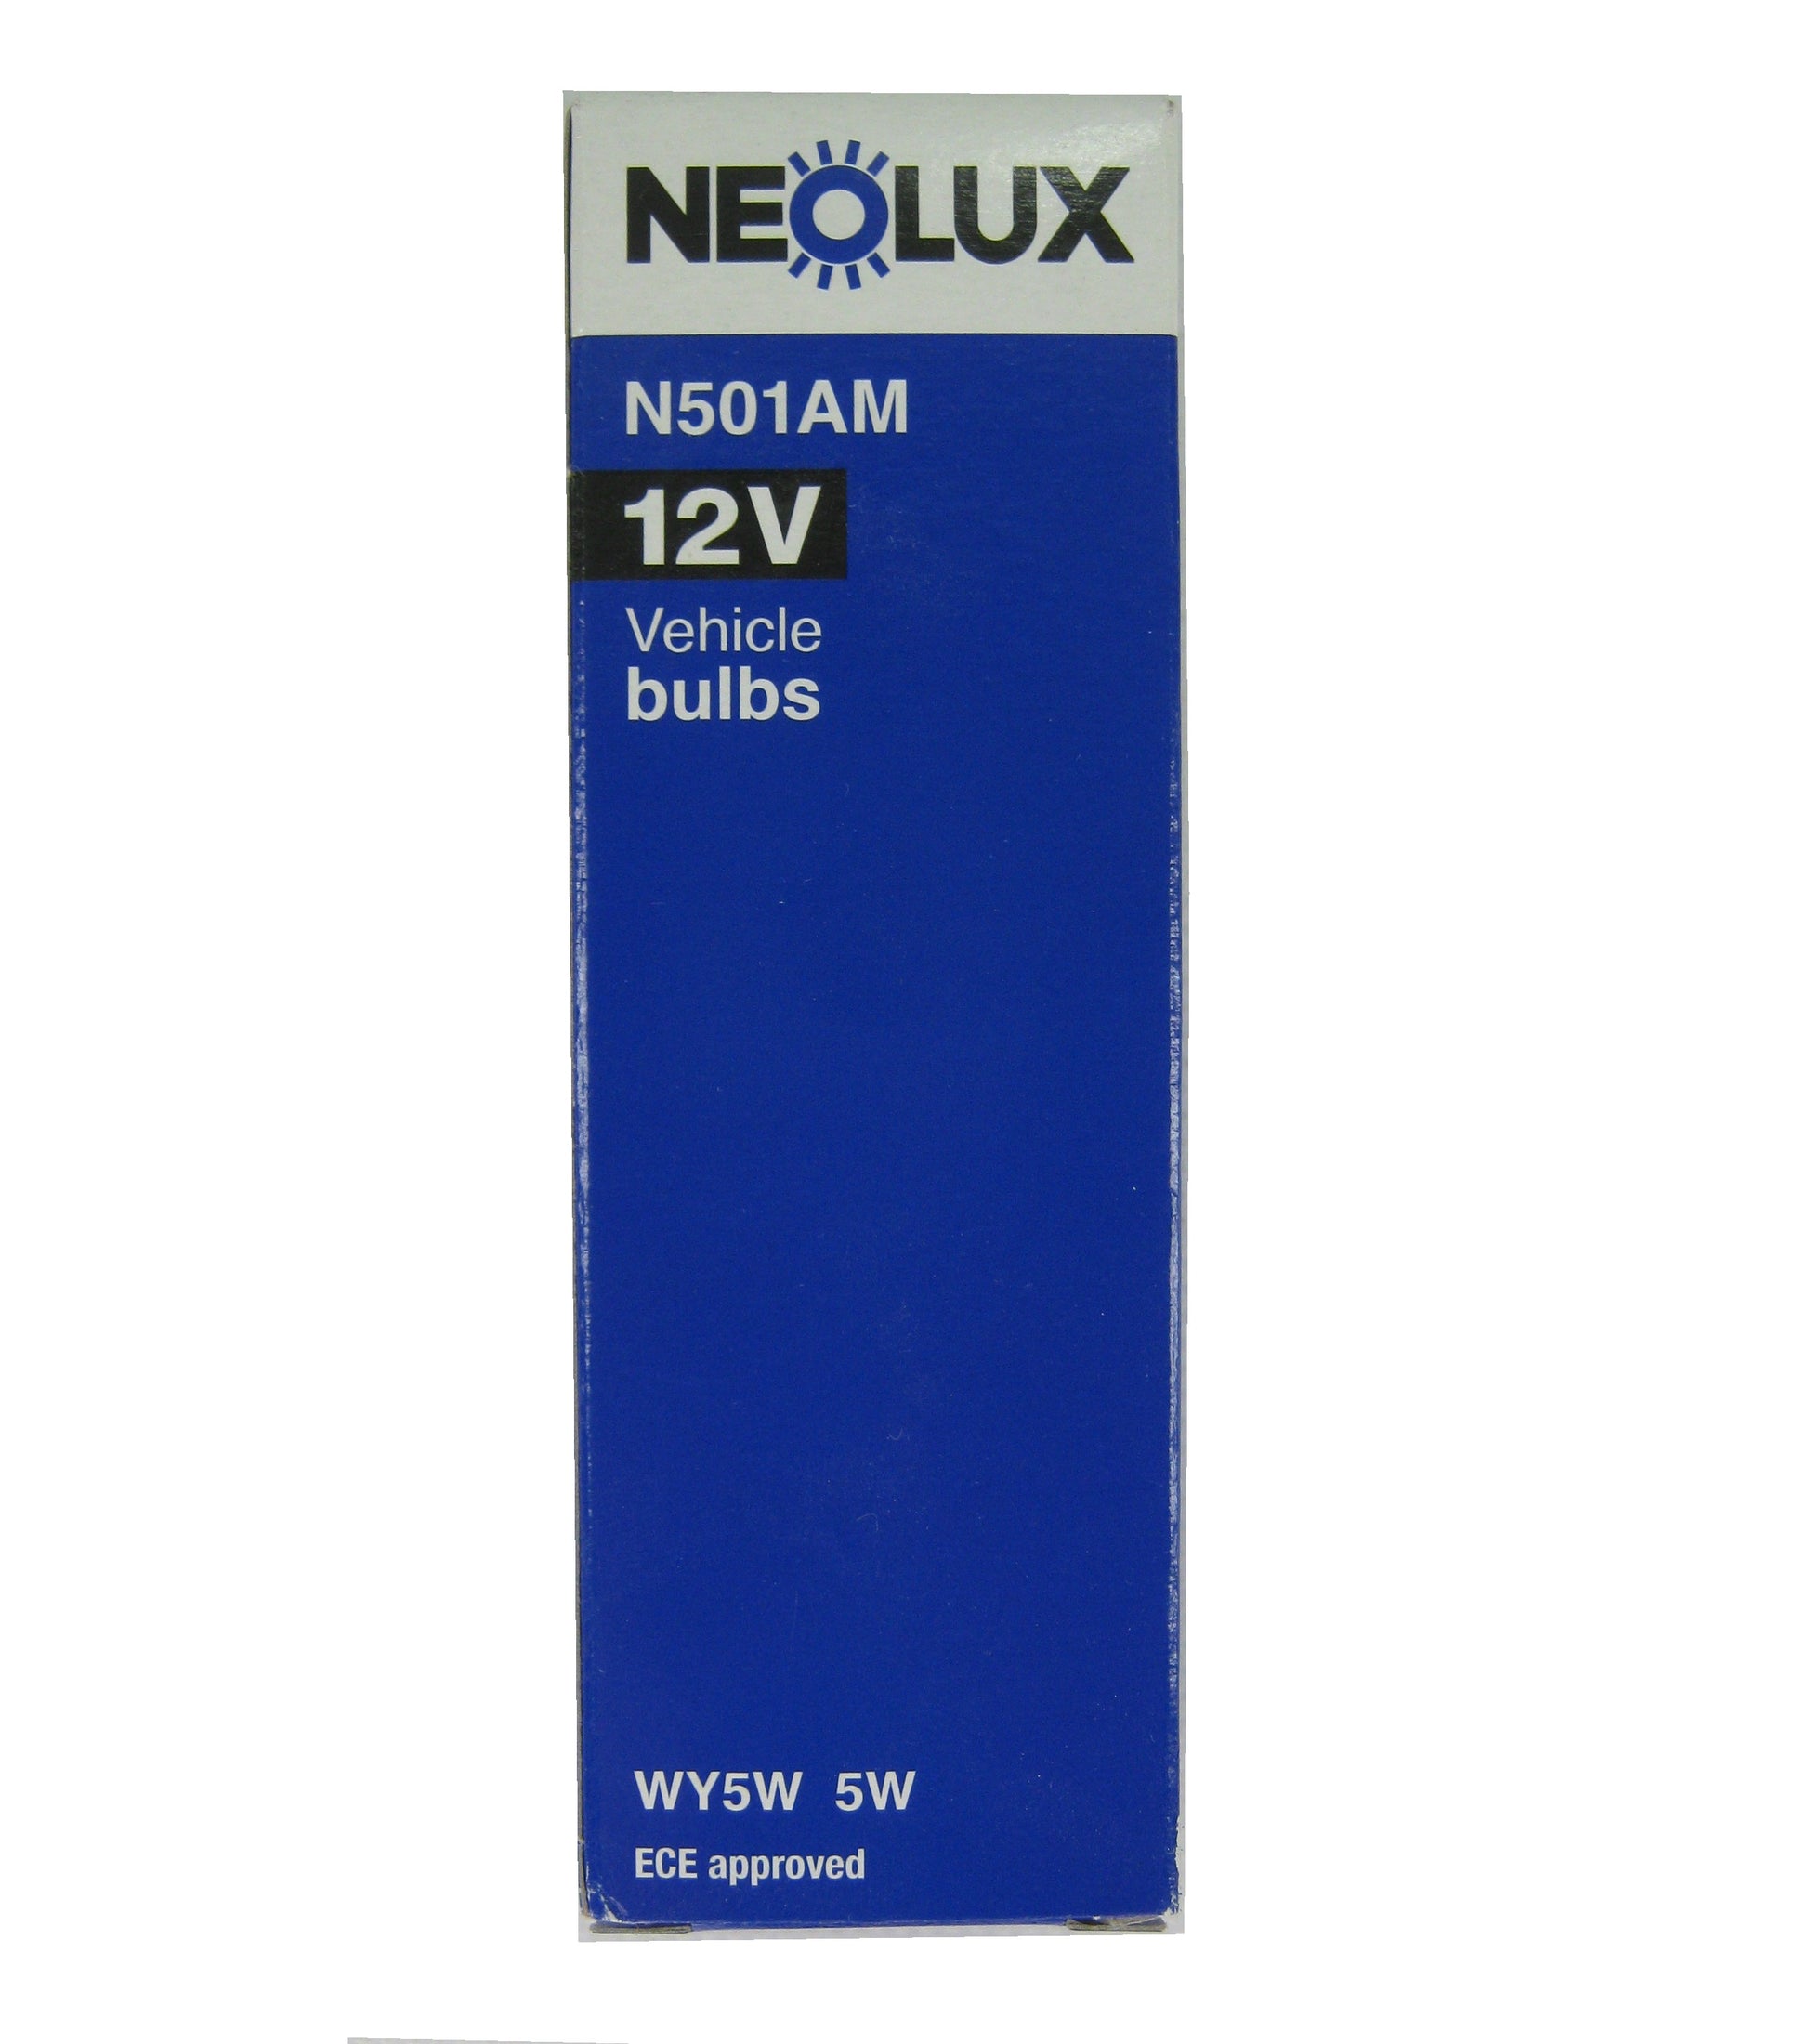 NEOLUX
N501AM
12V
Vehicle
bulbs
WY5W 5W
ECE approved